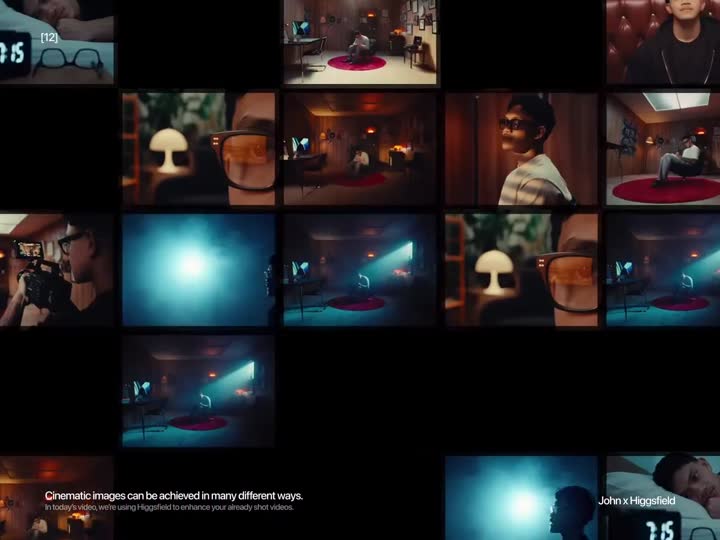 7:15
[12]
Cinematic images can be achieved in many different ways.
In today's video, we're using Higgsfield to enhance your already shot videos.
John x Higgsfield
7:15